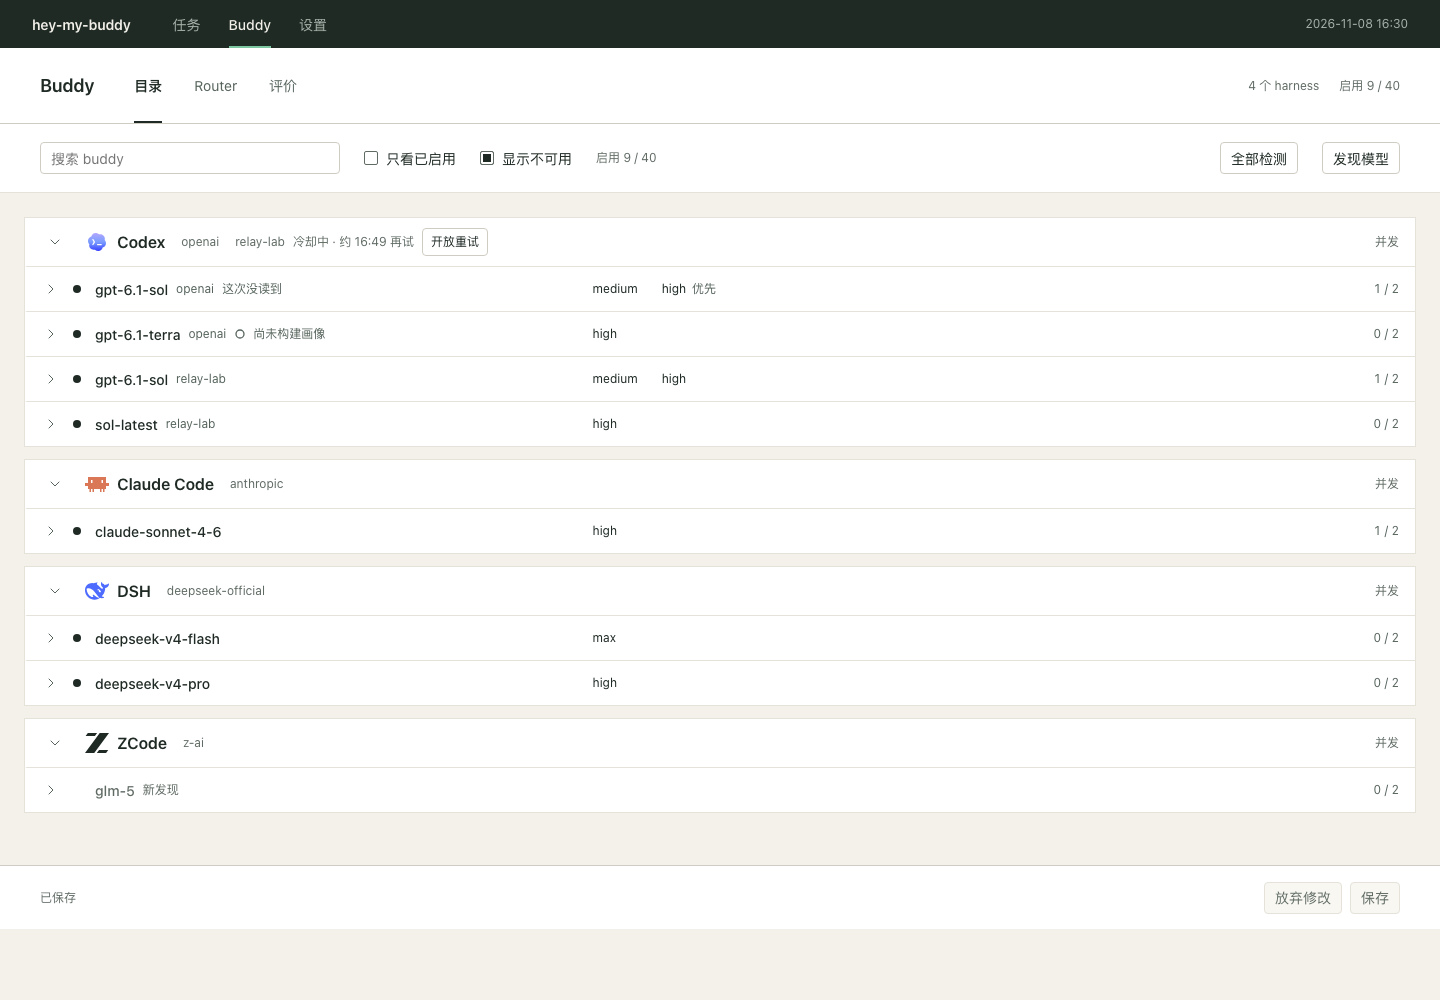 hey-my-buddy 任务 Buddy 设置 2026-11-08 16:30
Buddy 目录 Router 评价 4 个 harness 启用 9 / 40
搜索 buddy 只看已启用 显示不可用 启用 9 / 40 全部检测 发现模型
Codex openai relay-lab 冷却中 · 约 16:49 再试 开放重试 并发
gpt-6.1-sol openai 这次没读到 medium high 优先 1 / 2
gpt-6.1-terra openai 尚未构建画像 high 0 / 2
gpt-6.1-sol relay-lab medium high 1 / 2
sol-latest relay-lab high 0 / 2
Claude Code anthropic 并发
claude-sonnet-4-6 high 1 / 2
DSH deepseek-official 并发
deepseek-v4-flash max 0 / 2
deepseek-v4-pro high 0 / 2
ZCode z-ai 并发
glm-5 新发现 0 / 2
已保存 放弃修改 保存